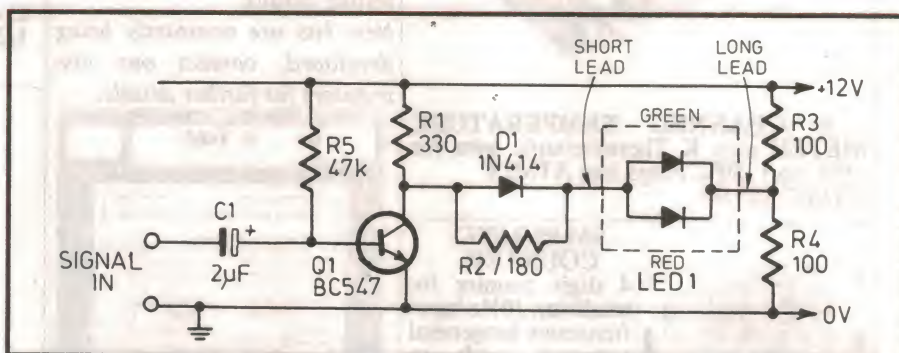 SHORT LEAD
LONG LEAD
+12V
GREEN
R1
330
D1
1N414
R3
100
R5
47k
C1
+
2µF
SIGNAL IN
Q1
BC547
R2 / 180
RED
LED1
R4
100
0V